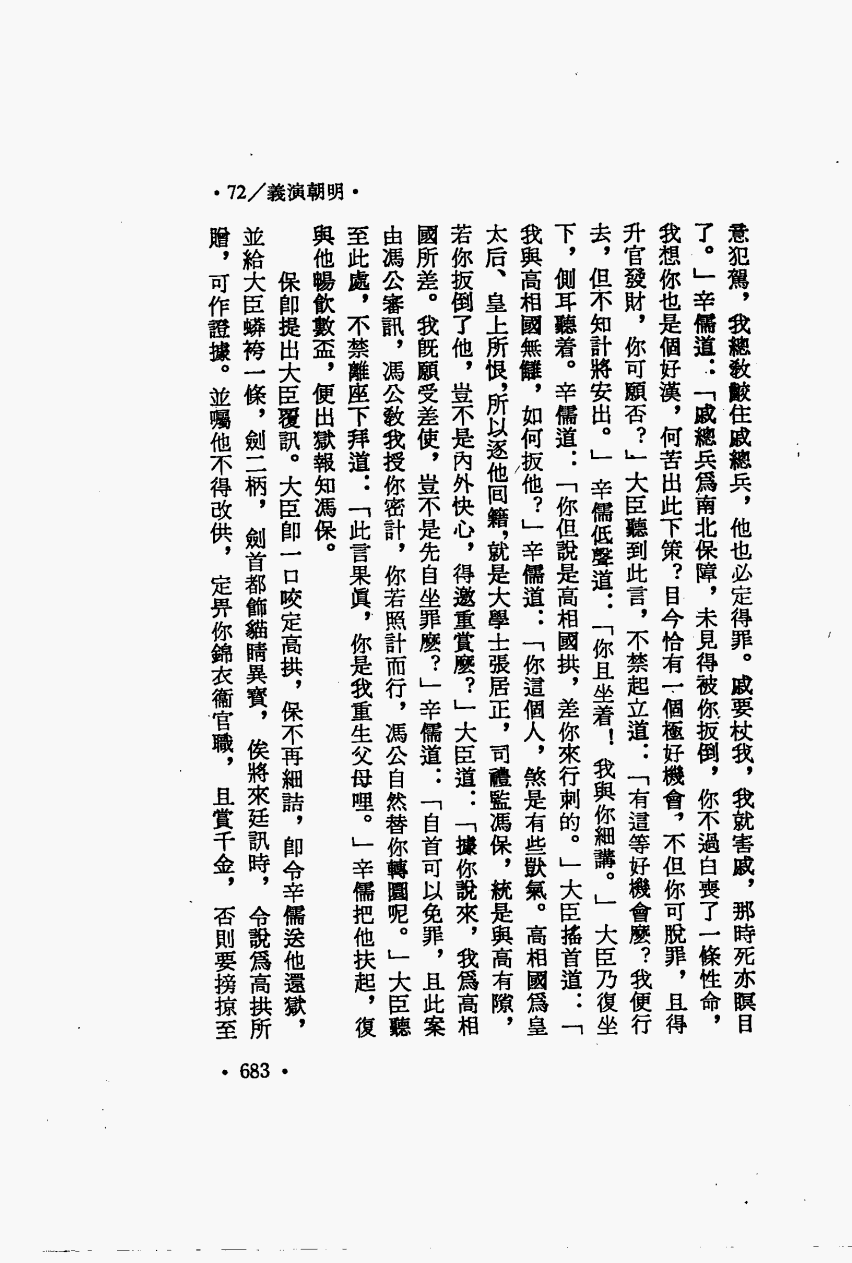 •72／義演朝明•
意犯駕，我總敎齩住戚總兵，他也必定得罪。戚要杖我，我就害戚，那時死亦瞑目
了。」辛儒道：「戚總兵爲南北保障，未見得被你扳倒，你不過白喪了一條性命，
我想你也是個好漢，何苦出此下策？目今恰有一個極好機會，不但你可脫罪，且得
升官發財，你可願否？」大臣聽到此言，不禁起立道：「有這等好機會麽？我便行
去，但不知計將安出。」辛儒低聲道：「你且坐着！我與你細講。」大臣乃復坐
下，側耳聽着。辛儒道：「你但說是高相國拱，差你來行刺的。」大臣搖首道：「
我與高相國無讎，如何扳他？」辛儒道：「你這個人，煞是有些獃氣。高相國爲皇
太后、皇上所恨，所以逐他囘籍，就是大學士張居正，司禮監馮保，統是與高有隙，
若你扳倒了他，豈不是內外快心，得邀重賞麽？」大臣道：「據你說來，我爲高相
國所差。我旣願受差使，豈不是先自坐罪麽？」辛儒道：「自首可以免罪，且此案
由馮公審訊，馮公敎我授你密計，你若照計而行，馮公自然替你轉圜呢。」大臣聽
至此處，不禁離座下拜道：「此言果眞，你是我重生父母哩。」辛儒把他扶起，復
與他暢飲數盃，便出獄報知馮保。
保卽提出大臣覆訊。大臣卽一口咬定高拱，保不再細詰，卽令辛儒送他還獄，
並給大臣蟒袴一條，劍二柄，劍首都飾貓睛異寶，俟將來廷訊時，令說爲高拱所
贈，可作證據。並囑他不得改供，定畀你錦衣衞官職，且賞千金，否則要搒掠至
•683•